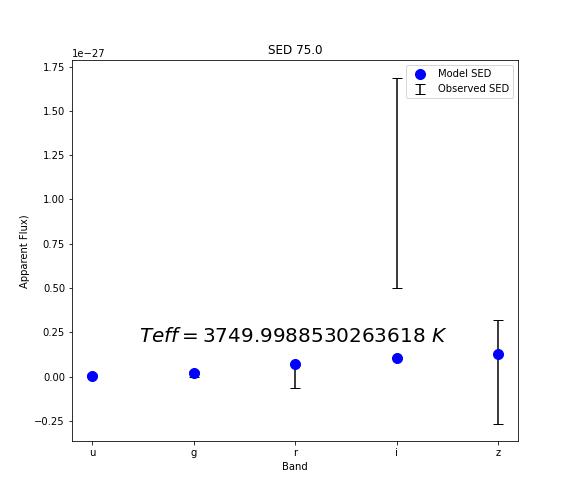 SED 75.0
1e−27
1.75
1.50
1.25
1.00
0.75
0.50
0.25
0.00
−0.25
Apparent Flux)
Model SED
Observed SED
Teff = 3749.9988530263618 K
u g r i z
Band